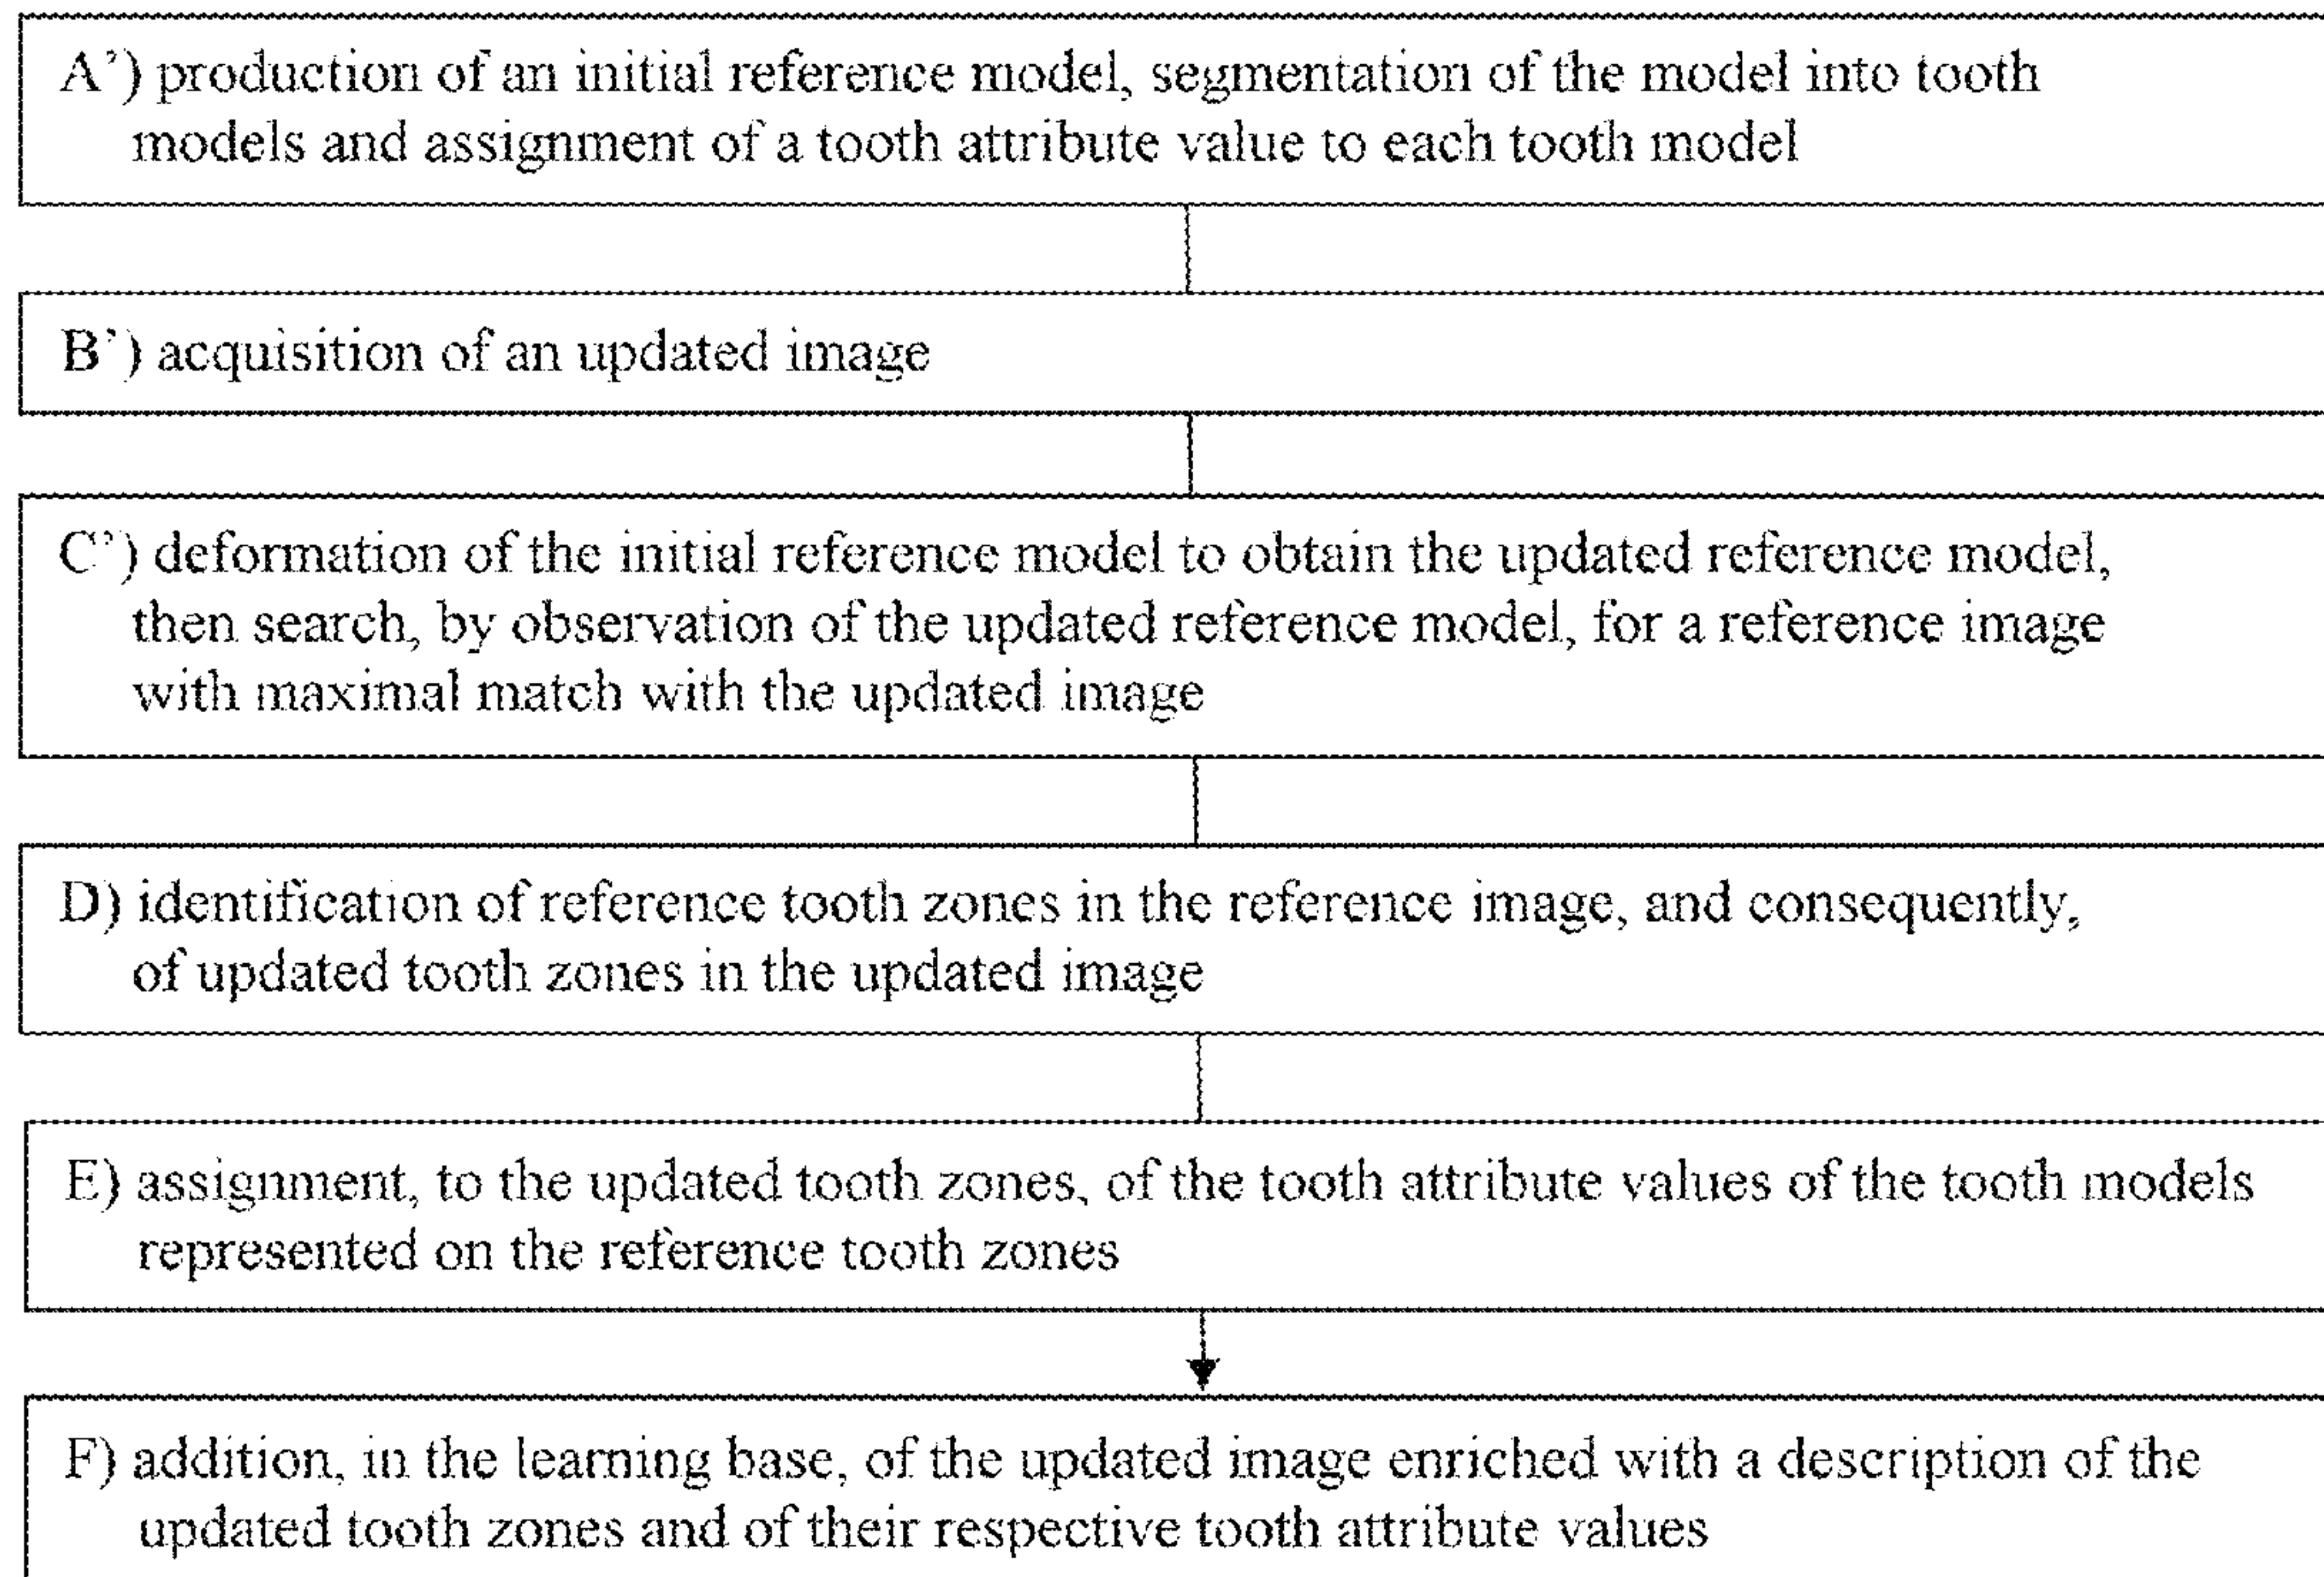 A’) production of an initial reference model, segmentation of the model into tooth
models and assignment of a tooth attribute value to each tooth model
B’) acquisition of an updated image
C’) deformation of the initial reference model to obtain the updated reference model,
then search, by observation of the updated reference model, for a reference image
with maximal match with the updated image
D) identification of reference tooth zones in the reference image, and consequently,
of updated tooth zones in the updated image
E) assignment, to the updated tooth zones, of the tooth attribute values of the tooth models
represented on the reference tooth zones
F) addition, in the learning base, of the updated image enriched with a description of the
updated tooth zones and of their respective tooth attribute values